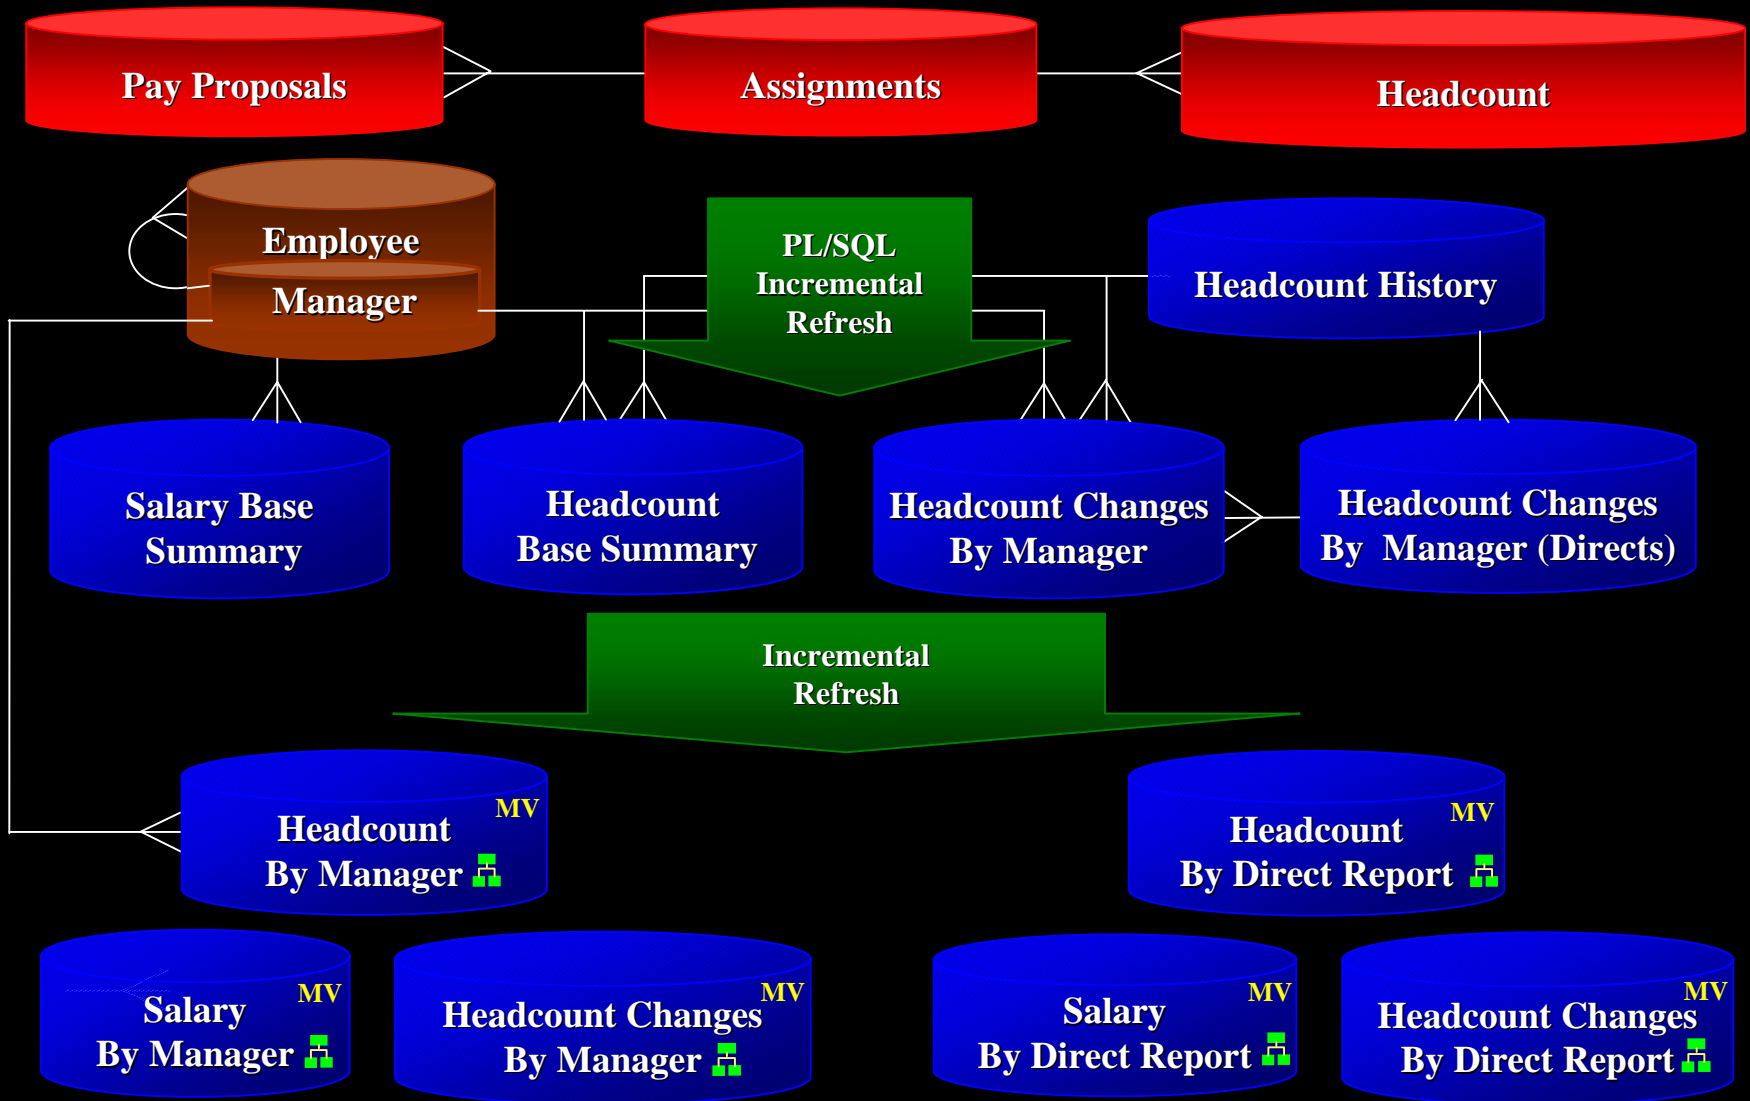 Pay Proposals
Assignments
Headcount
Employee
Manager
PL/SQL
Incremental
Refresh
Headcount History
Salary Base
Summary
Headcount
Base Summary
Headcount Changes
By Manager
Headcount Changes
By Manager (Directs)
Incremental
Refresh
MV
Headcount
By Manager
MV
Headcount
By Direct Report
MV
Salary
By Manager
MV
Headcount Changes
By Manager
MV
Salary
By Direct Report
MV
Headcount Changes
By Direct Report